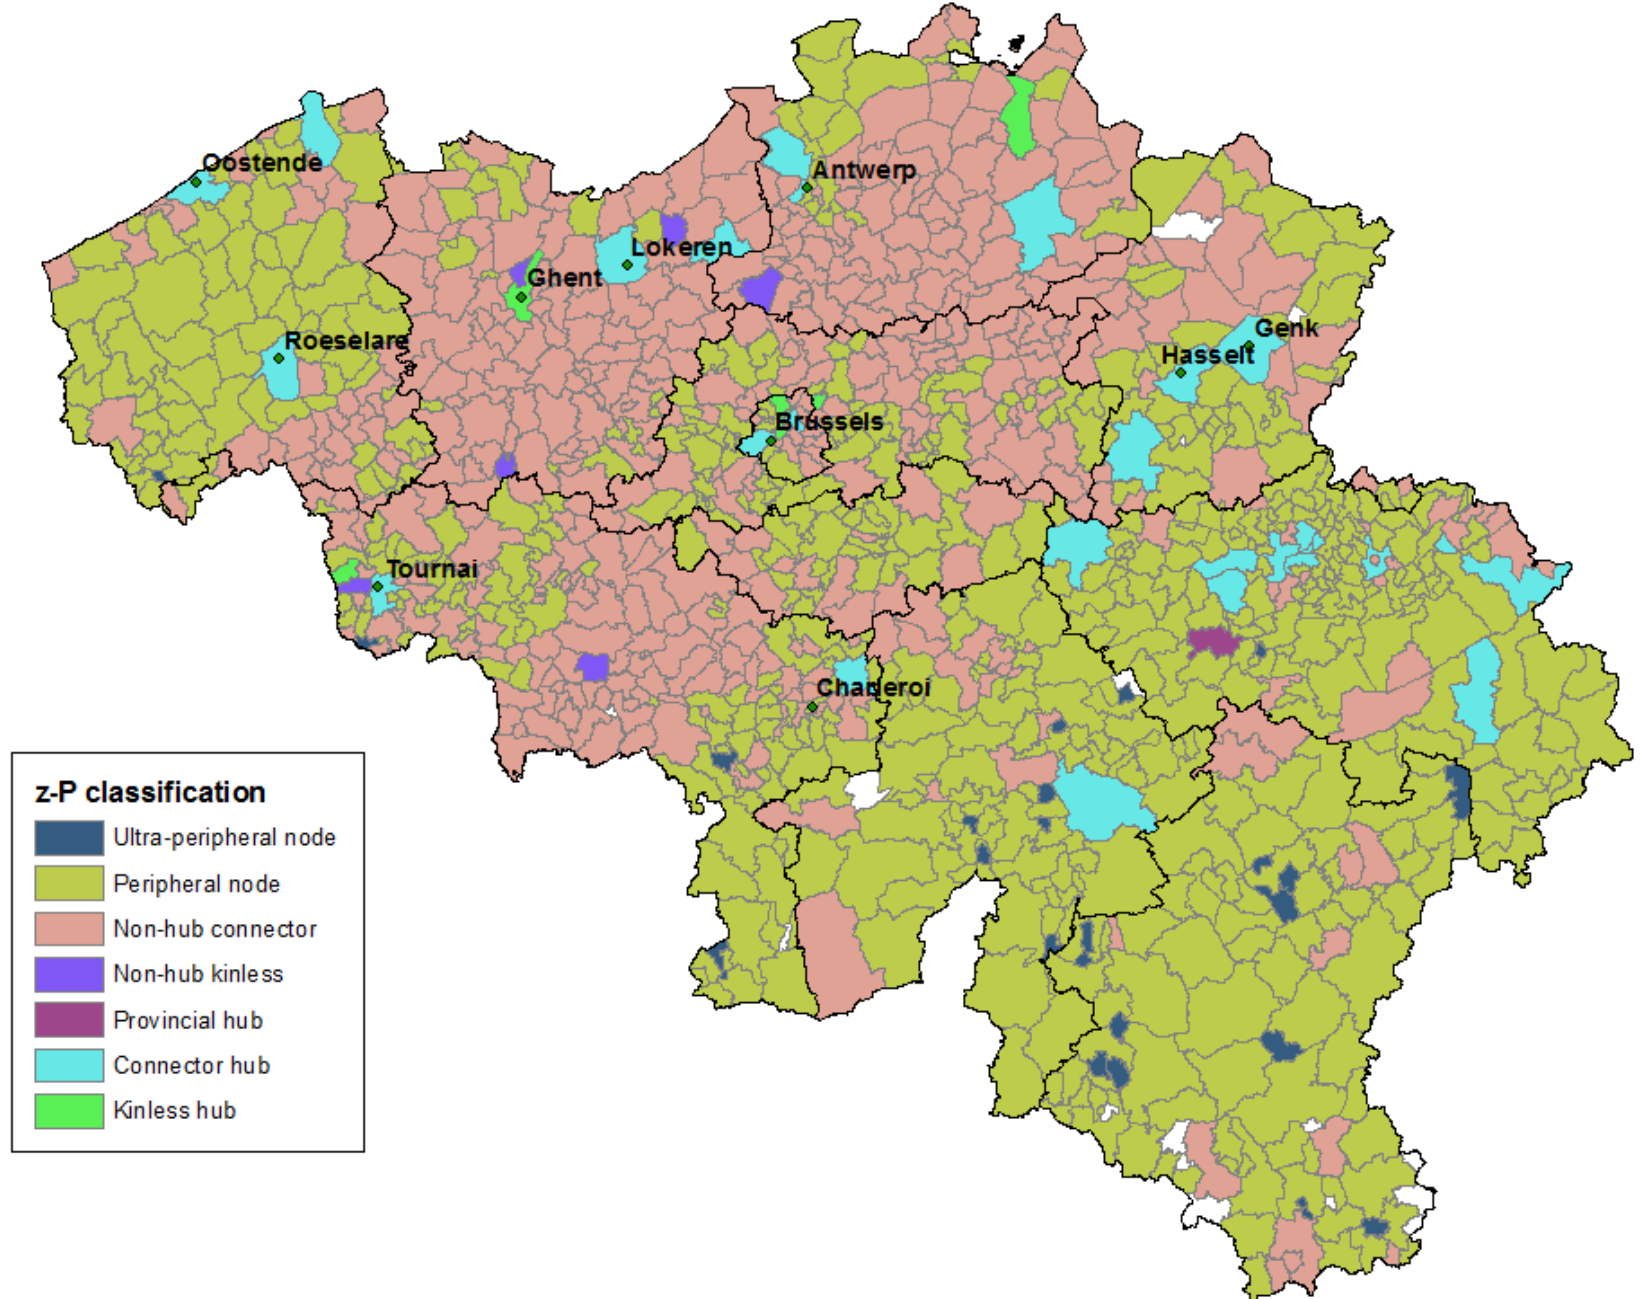 Oostende
Antwerp
Lokeren
Ghent
Roeselare
Genk
Hasselt
Brussels
Tournai
Charleroi
z-P classification
Ultra-peripheral node
Peripheral node
Non-hub connector
Non-hub kinless
Provincial hub
Connector hub
Kinless hub